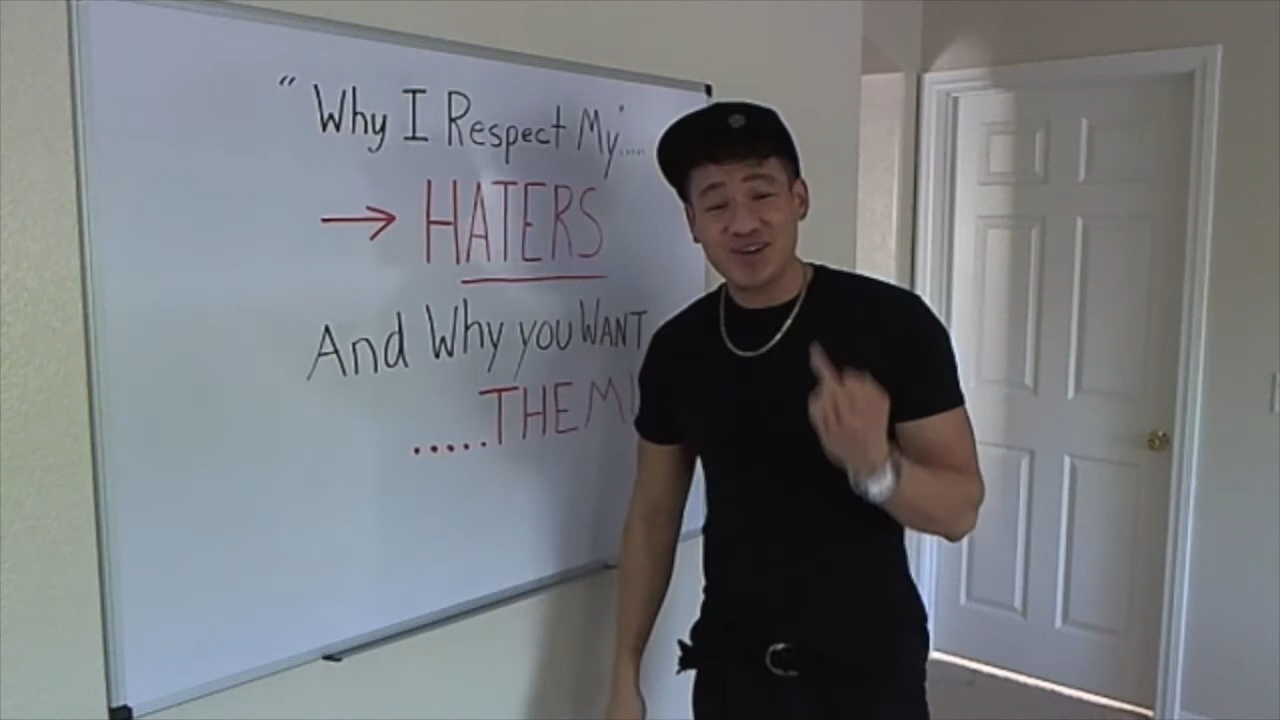 "Why I Respect My".....
→ HATERS
And Why you WANT
.....THEM!